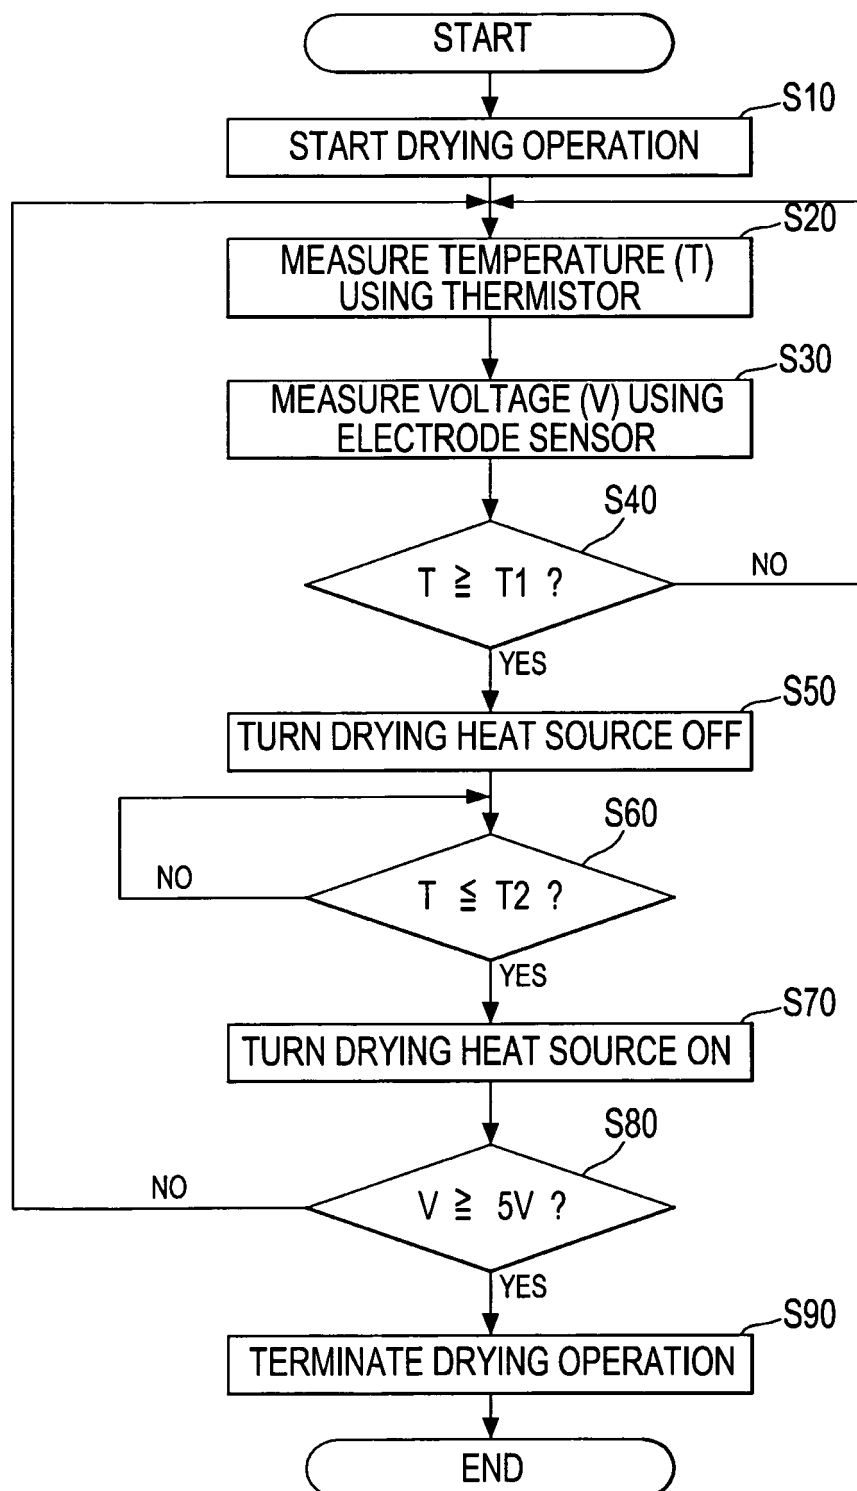 START
S10
START DRYING OPERATION
S20
MEASURE TEMPERATURE (T)
USING THERMISTOR
S30
MEASURE VOLTAGE (V) USING
ELECTRODE SENSOR
S40
T ≧ T1 ?
NO
YES
S50
TURN DRYING HEAT SOURCE OFF
S60
T ≦ T2 ?
NO
YES
S70
TURN DRYING HEAT SOURCE ON
S80
V ≧ 5V ?
NO
YES
S90
TERMINATE DRYING OPERATION
END